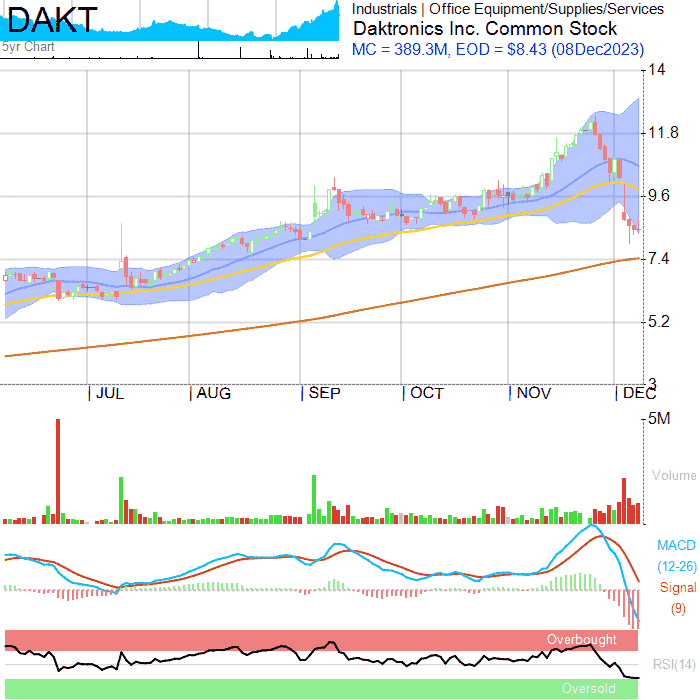 DAKT
5yr Chart
Industrials | Office Equipment/Supplies/Services
Daktronics Inc. Common Stock
MC = 389.3M, EOD = $8.43 (08Dec2023)
14
11.8
9.6
7.4
5.2
3
JUL
AUG
SEP
OCT
NOV
DEC
5M
Volume
MACD
(12-26)
Signal
(9)
Overbought
RSI(14)
Oversold